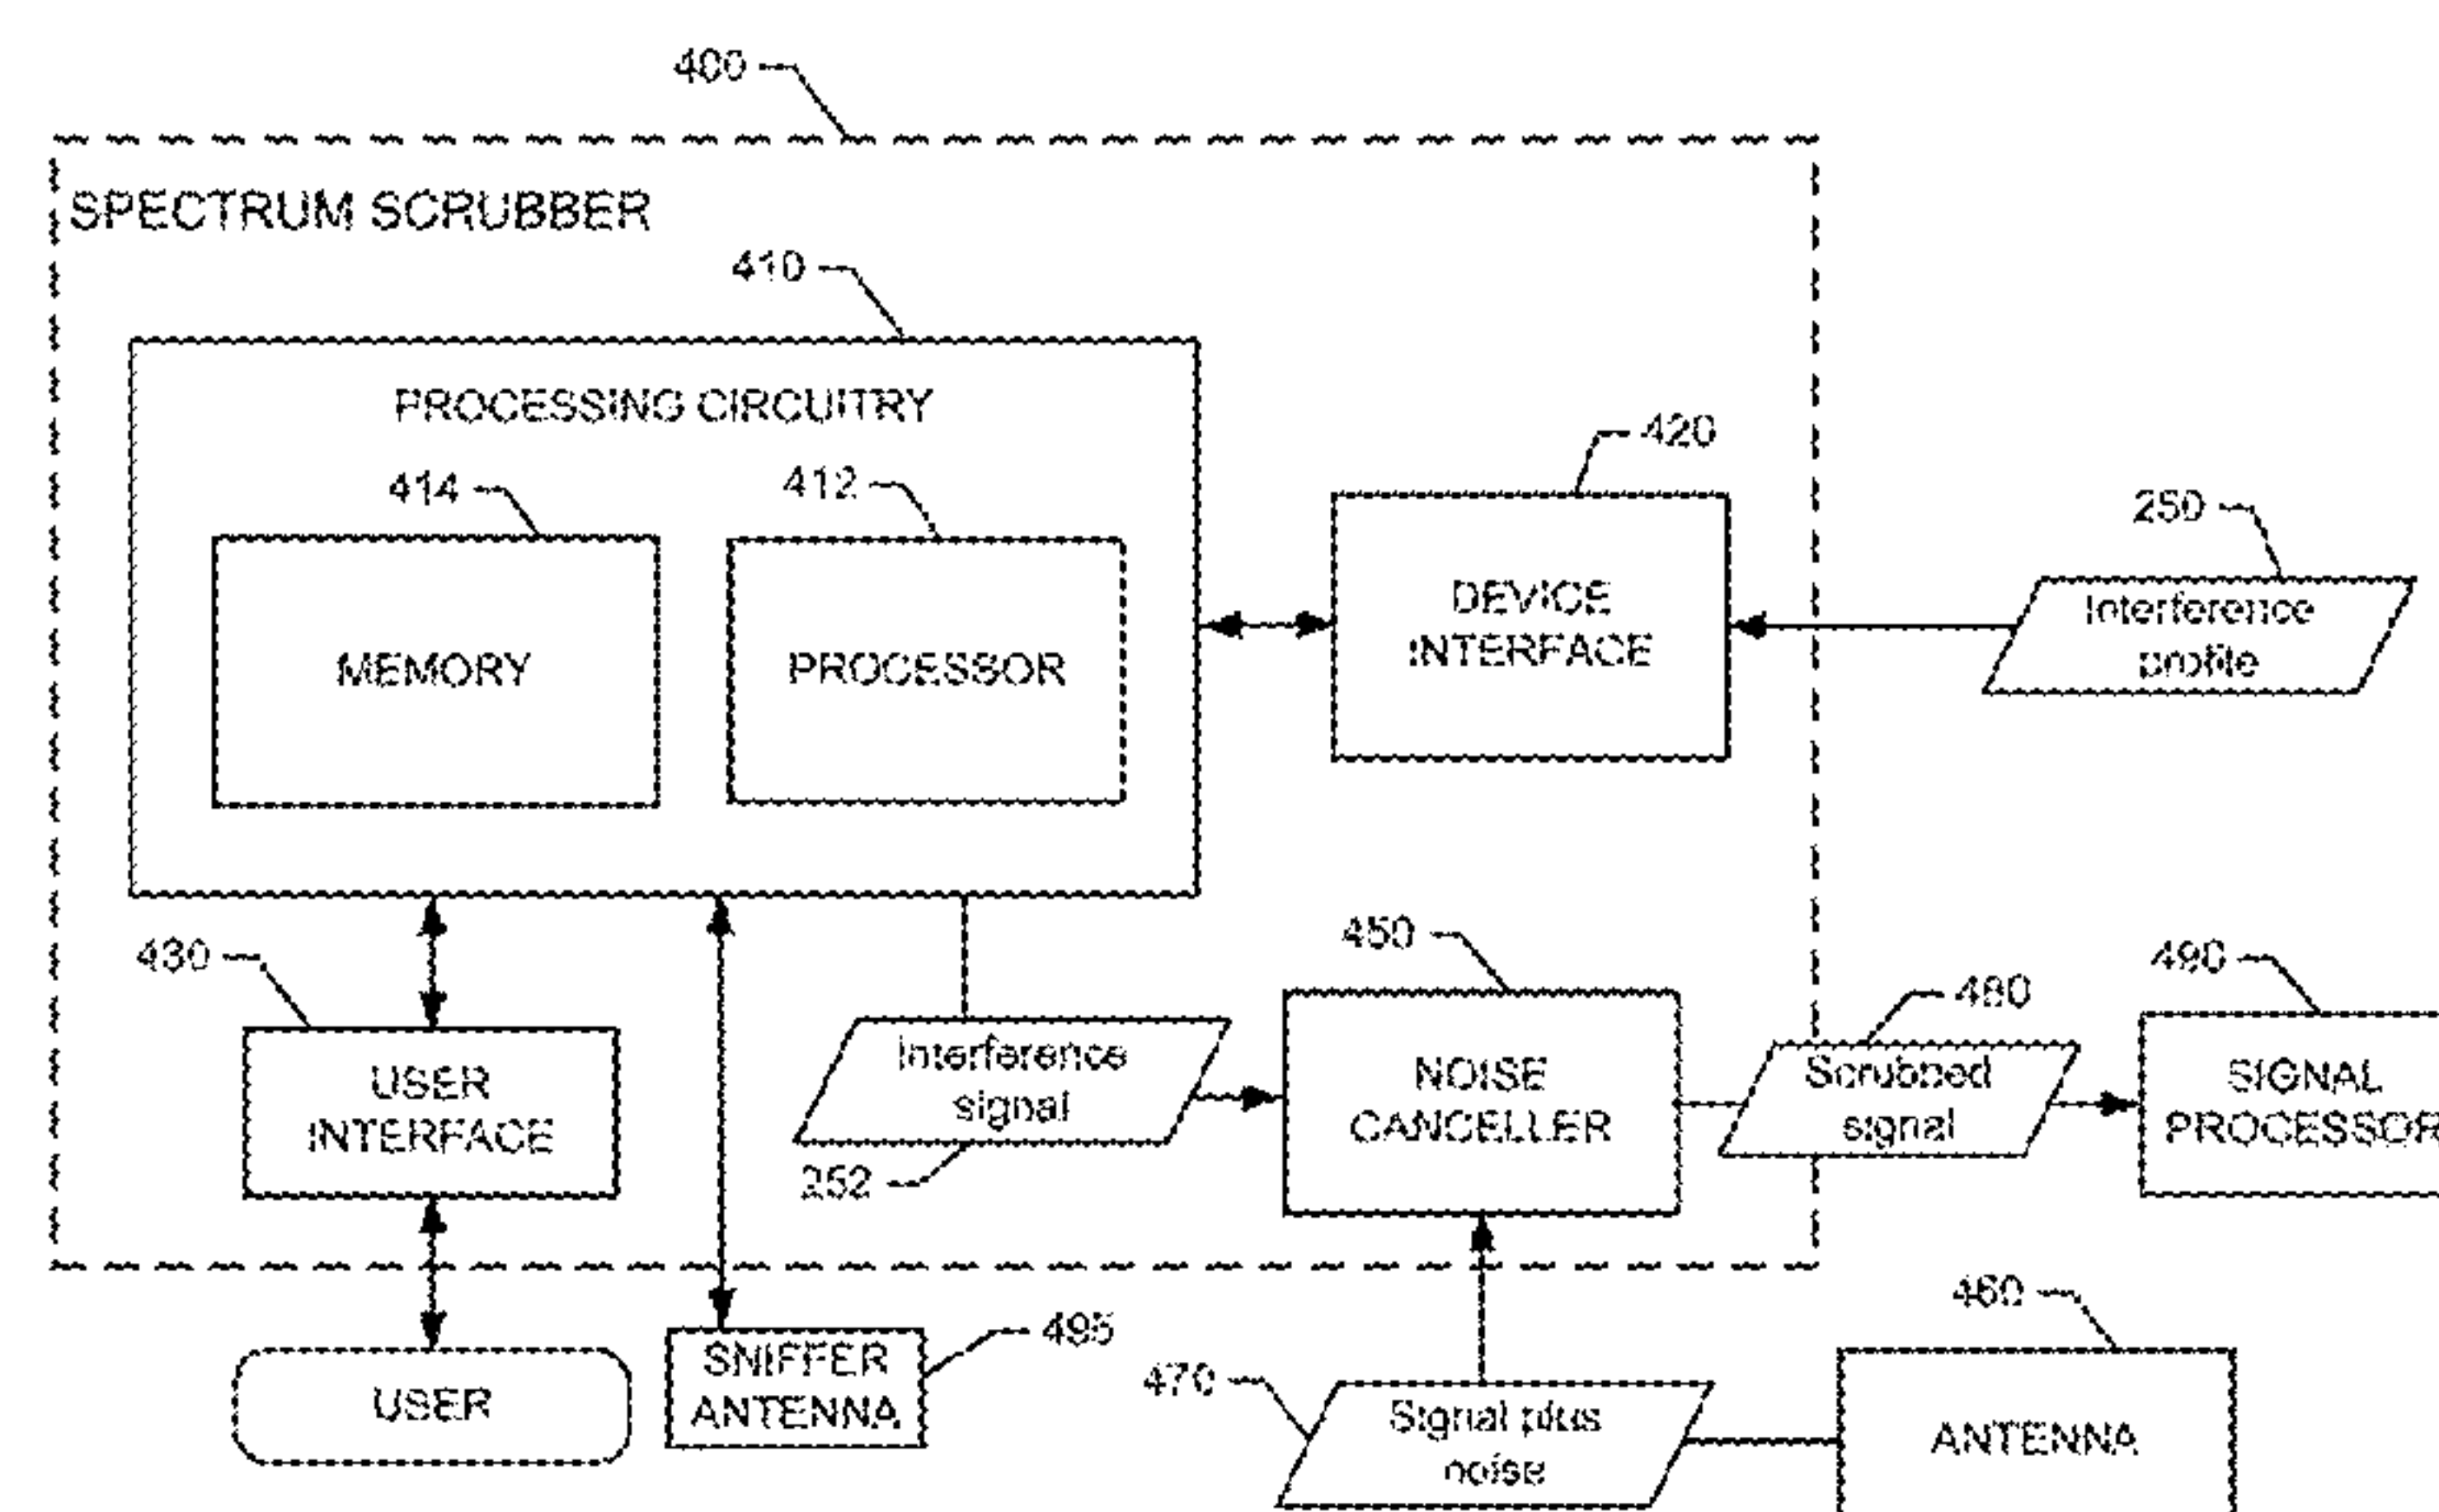 400
SPECTRUM SCRUBBER
410
PROCESSING CIRCUITRY
414
412
420
250
MEMORY
PROCESSOR
DEVICE
INTERFACE
Interference
profile
430
450
480
490
USER
INTERFACE
Interference
signal
252
NOISE
CANCELLER
Scrubbed
signal
SIGNAL
PROCESSOR
USER
SNIFFER
ANTENNA
495
470
Signal plus
noise
460
ANTENNA